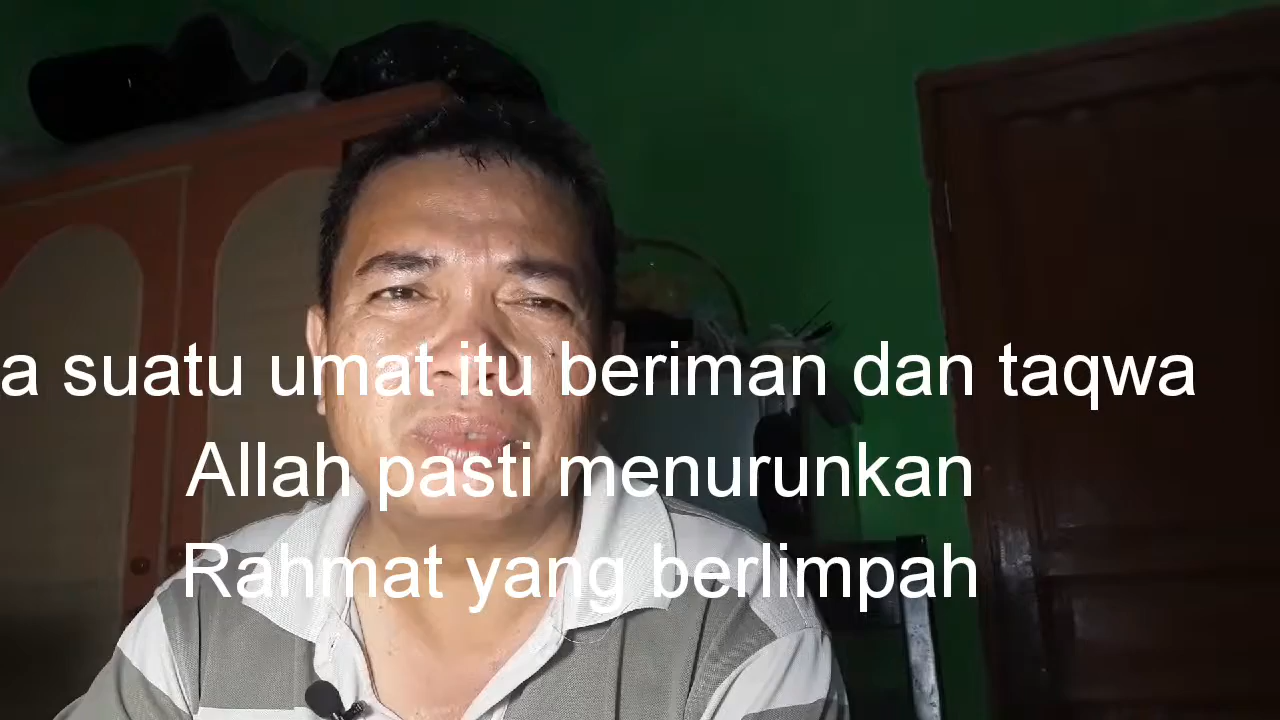 a suatu umat itu beriman dan taqwa
Allah pasti menurunkan
Rahmat yang berlimpah